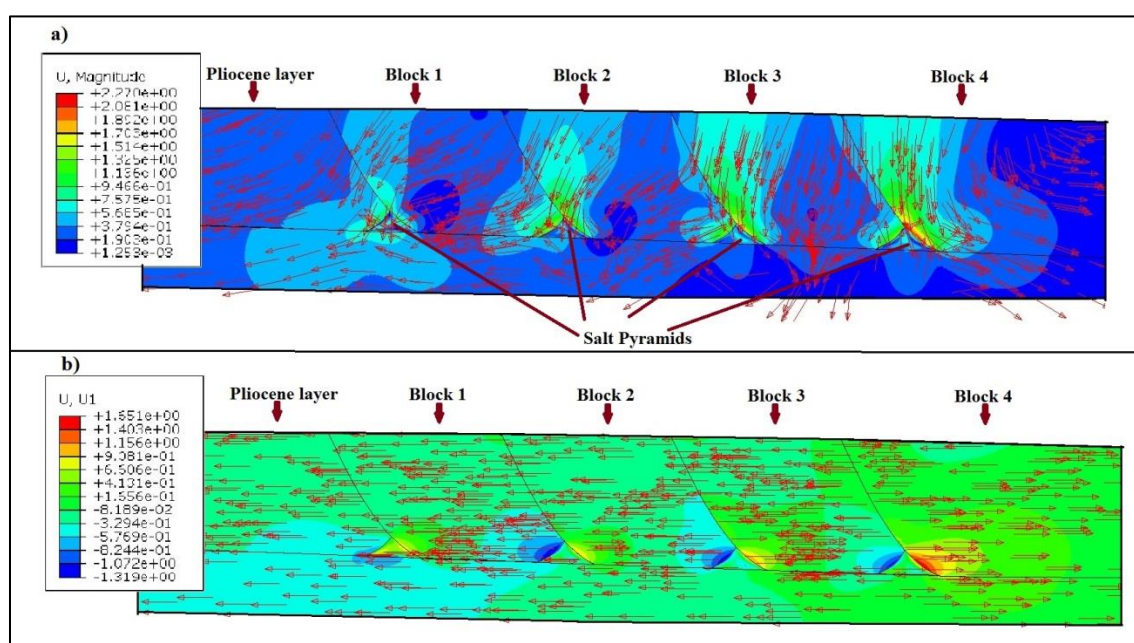 a)
U, Magnitude
+2.270e+00
+2.081e+00
+1.892e+00
+1.703e+00
+1.514e+00
+1.325e+00
+1.136e+00
+9.466e-01
+7.575e-01
+5.685e-01
+3.794e-01
+1.903e-01
+1.293e-03
Pliocene layer
Block 1
Block 2
Block 3
Block 4
Salt Pyramids
b)
U, U1
+1.651e+00
+1.403e+00
+1.156e+00
+9.081e-01
+6.506e-01
+4.131e-01
+1.556e-01
-8.189e-02
-3.294e-01
-5.769e-01
-8.244e-01
-1.072e+00
-1.319e+00
Pliocene layer
Block 1
Block 2
Block 3
Block 4